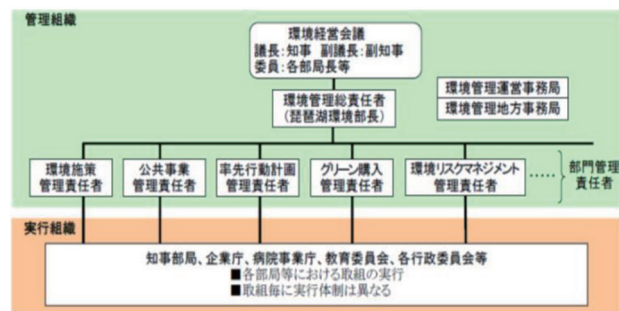 管理組織
環境経営会議
議長:知事 副議長:副知事
委員:各部局長等
環境管理総責任者
(琵琶湖環境部長)
環境管理運営事務局
環境管理地方事務局
環境施策
管理責任者
公共事業
管理責任者
率先行動計画
管理責任者
グリーン購入
管理責任者
環境リスクマネジメント
管理責任者
……
部門管理
責任者
実行組織
知事部局、企業庁、病院事業庁、教育委員会、各行政委員会等
■各部局等における取組の実行
■取組毎に実行体制は異なる